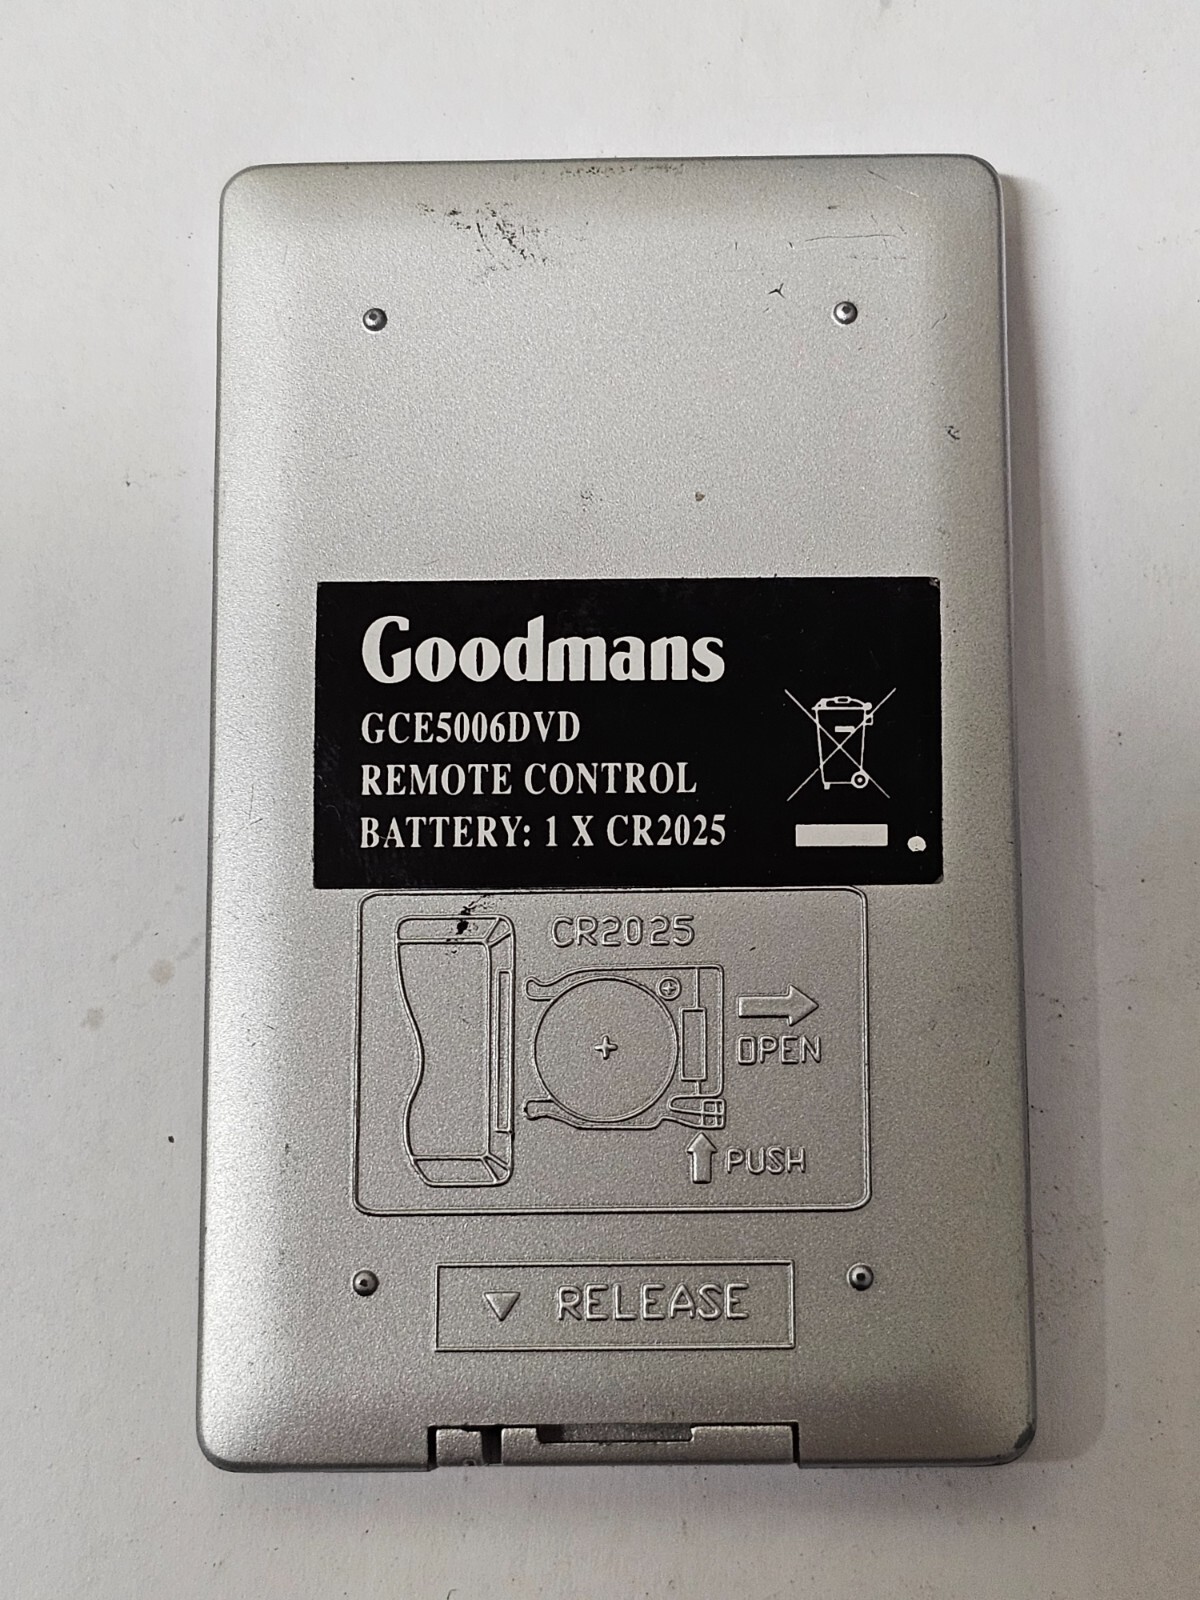 Goodmans
GCE5006DVD
REMOTE CONTROL
BATTERY: 1 X CR2025
CR2025
OPEN
PUSH
RELEASE